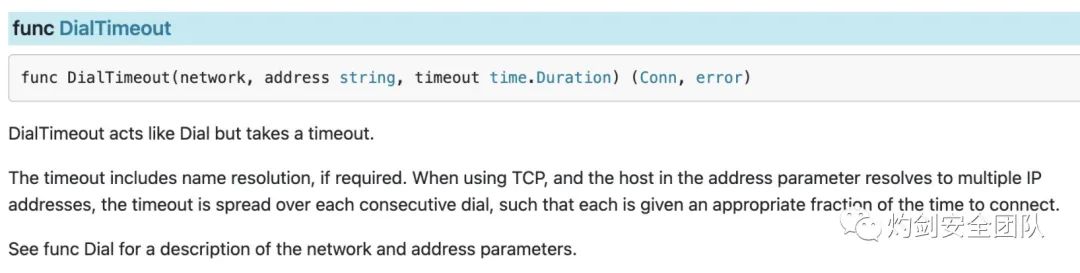 func DialTimeout
func DialTimeout(network, address string, timeout time.Duration) (Conn, error)
DialTimeout acts like Dial but takes a timeout.
The timeout includes name resolution, if required. When using TCP, and the host in the address parameter resolves to multiple IP
addresses, the timeout is spread over each consecutive dial, such that each is given an appropriate fraction of the time to connect.
See func Dial for a description of the network and address parameters.
灼剑安全团队